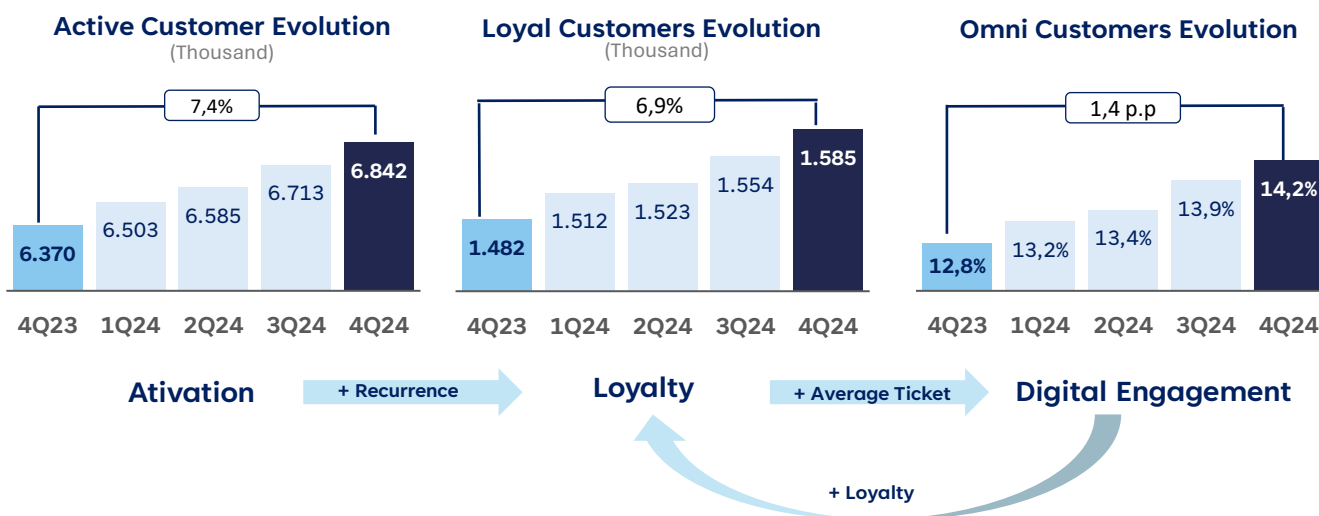 Active Customer Evolution
(Thousand)
7,4%
6.370
6.503
6.585
6.713
6.842
4Q23 1Q24 2Q24 3Q24 4Q24
Loyal Customers Evolution
(Thousand)
6,9%
1.482
1.512
1.523
1.554
1.585
4Q23 1Q24 2Q24 3Q24 4Q24
Omni Customers Evolution
1,4 p.p
12,8%
13,2%
13,4%
13,9%
14,2%
4Q23 1Q24 2Q24 3Q24 4Q24
Ativation
+ Recurrence
Loyalty
+ Average Ticket
Digital Engagement
+ Loyalty